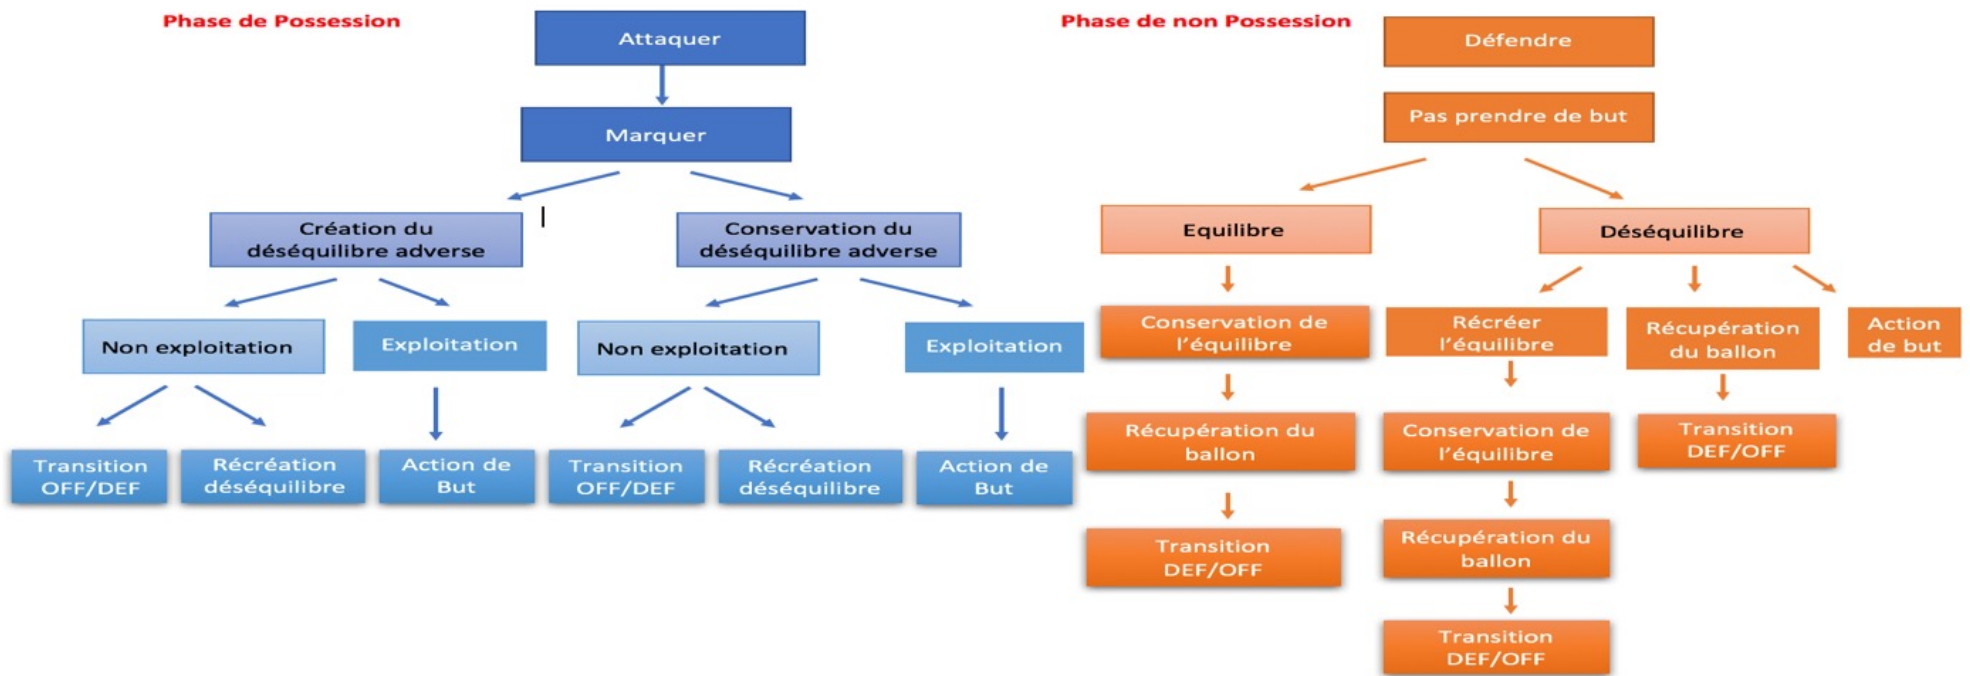 Phase de Possession
Attaquer
Marquer
Création du
déséquilibre adverse
Conservation du
déséquilibre adverse
Non exploitation
Exploitation
Non exploitation
Exploitation
Transition
OFF/DEF
Récréation
déséquilibre
Action de
But
Transition
OFF/DEF
Récréation
déséquilibre
Action de
But
Phase de non Possession
Défendre
Pas prendre de but
Equilibre
Déséquilibre
Conservation de
l'équilibre
Récréer
l'équilibre
Récupération
du ballon
Action
de but
Récupération du
ballon
Conservation de
l'équilibre
Transition
DEF/OFF
Transition
DEF/OFF
Récupération du
ballon
Transition
DEF/OFF